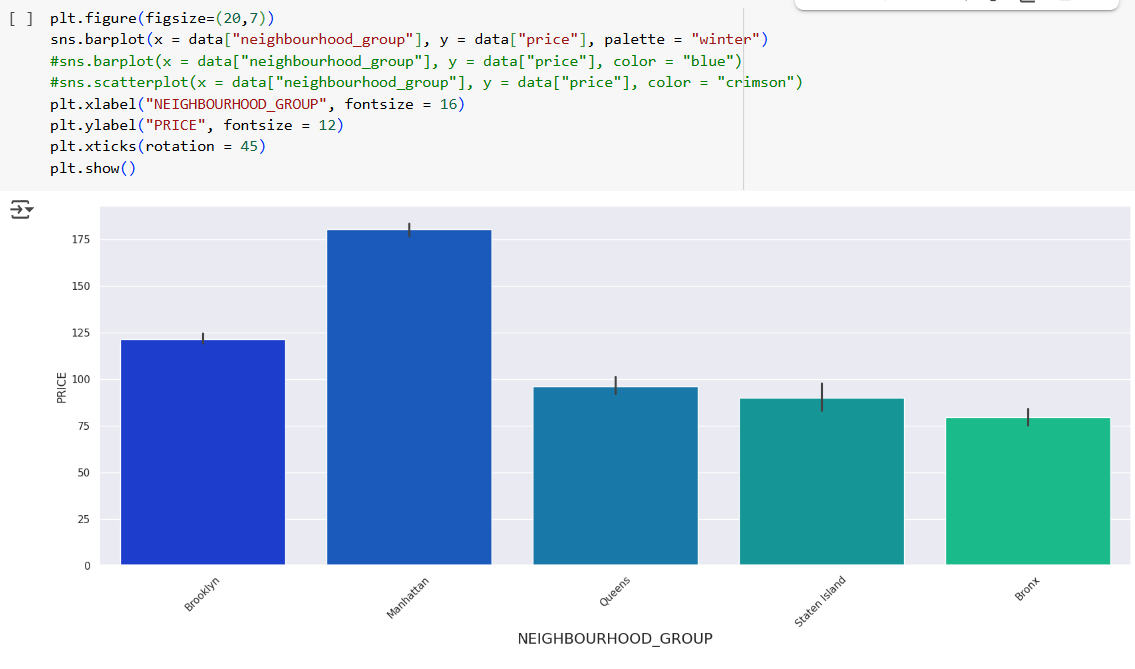 [ ] plt.figure(figsize=(20,7))
sns.barplot(x = data["neighbourhood_group"], y = data["price"], palette = "winter")
#sns.barplot(x = data["neighbourhood_group"], y = data["price"], color = "blue")
#sns.scatterplot(x = data["neighbourhood_group"], y = data["price"], color = "crimson")
plt.xlabel("NEIGHBOURHOOD_GROUP", fontsize = 16)
plt.ylabel("PRICE", fontsize = 12)
plt.xticks(rotation = 45)
plt.show()
175
150
125
100
75
50
25
0
PRICE
Brooklyn
Manhattan
Queens
Staten Island
Bronx
NEIGHBOURHOOD_GROUP